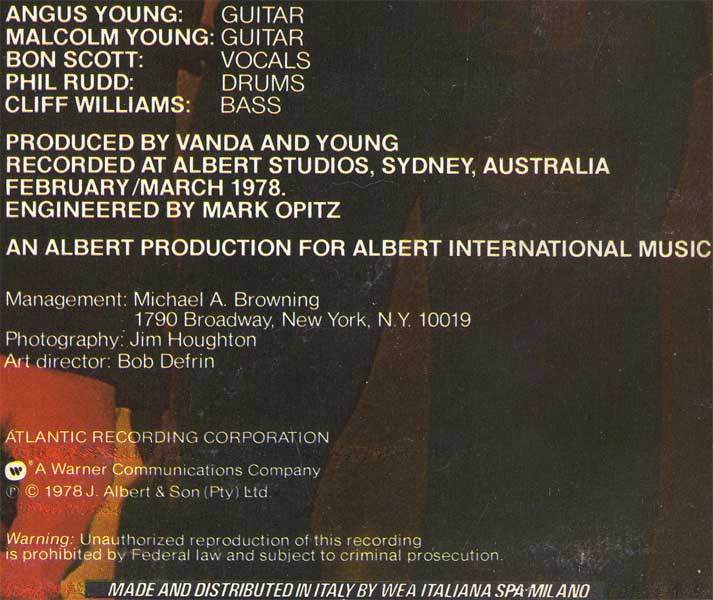 ANGUS YOUNG: GUITAR
MALCOLM YOUNG: GUITAR
BON SCOTT: VOCALS
PHIL RUDD: DRUMS
CLIFF WILLIAMS: BASS
PRODUCED BY VANDA AND YOUNG
RECORDED AT ALBERT STUDIOS, SYDNEY, AUSTRALIA
FEBRUARY/MARCH 1978.
ENGINEERED BY MARK OPITZ
AN ALBERT PRODUCTION FOR ALBERT INTERNATIONAL MUSIC
Management: Michael A. Browning
1790 Broadway, New York, N.Y. 10019
Photography: Jim Houghton
Art director: Bob Defrin
ATLANTIC RECORDING CORPORATION
W ® A Warner Communications Company
℗ © 1978 J. Albert & Son (Pty) Ltd.
Warning: Unauthorized reproduction of this recording
is prohibited by Federal law and subject to criminal prosecution.
MADE AND DISTRIBUTED IN ITALY BY WEA ITALIANA SPA-MILANO